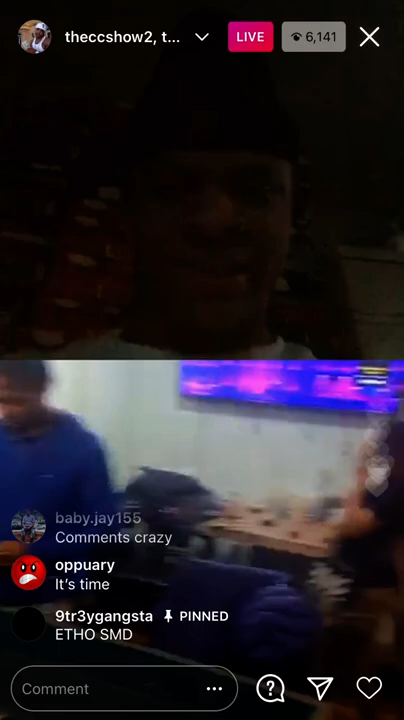 theccshow2, t...
LIVE
6,141
baby.jay155
Comments crazy
oppuary
It's time
9tr3ygangsta PINNED
ETHO SMD
Comment